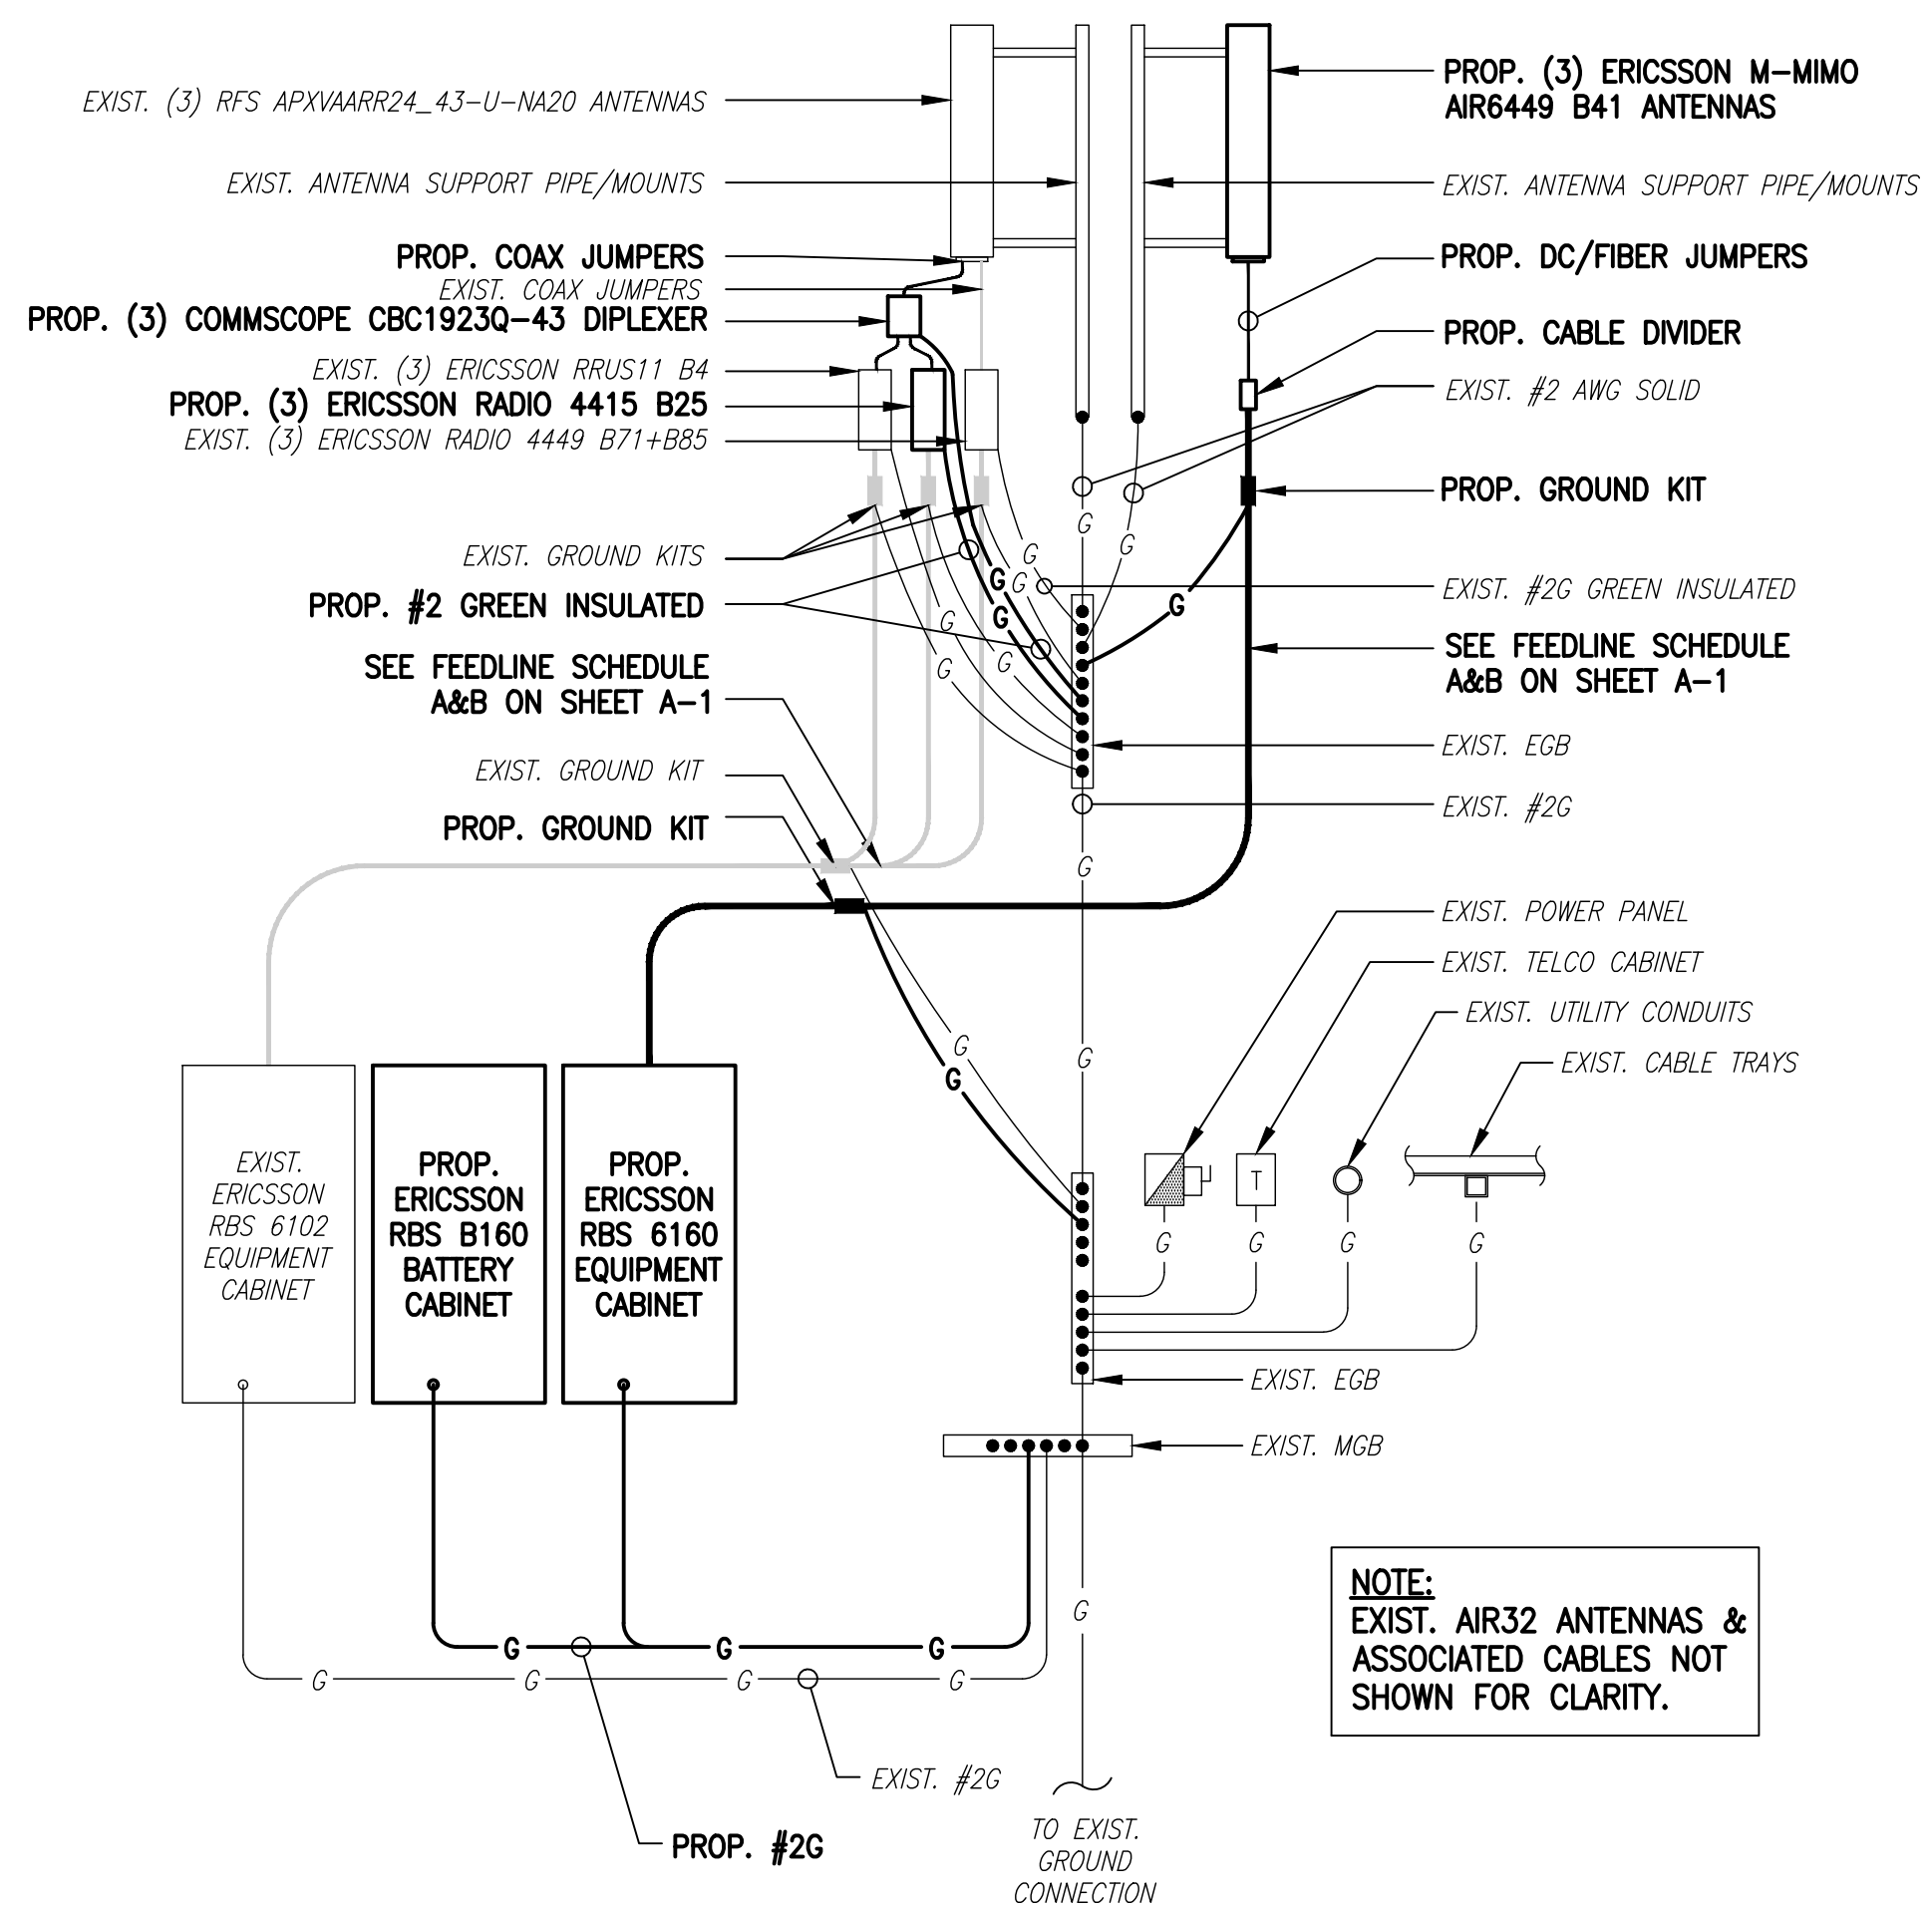 EXIST. (3) RFS APXVAARR24_43-U-NA20 ANTENNAS
EXIST. ANTENNA SUPPORT PIPE/MOUNTS
PROP. COAX JUMPERS
EXIST. COAX JUMPERS
PROP. (3) COMMSCOPE CBC1923Q-43 DIPLEXER
EXIST. (3) ERICSSON RRUS11 B4
PROP. (3) ERICSSON RADIO 4415 B25
EXIST. (3) ERICSSON RADIO 4449 B71+B85
EXIST. GROUND KITS
PROP. #2 GREEN INSULATED
SEE FEEDLINE SCHEDULE
A&B ON SHEET A-1
EXIST. GROUND KIT
PROP. GROUND KIT
PROP. (3) ERICSSON M-MIMO
AIR6449 B41 ANTENNAS
EXIST. ANTENNA SUPPORT PIPE/MOUNTS
PROP. DC/FIBER JUMPERS
PROP. CABLE DIVIDER
EXIST. #2 AWG SOLID
PROP. GROUND KIT
EXIST. #2G GREEN INSULATED
SEE FEEDLINE SCHEDULE
A&B ON SHEET A-1
EXIST. EGB
EXIST. #2G
G
G
G
G
G
G
G
G
G
G
G
G
G
G
EXIST. POWER PANEL
EXIST. TELCO CABINET
EXIST. UTILITY CONDUITS
EXIST. CABLE TRAYS
T
G
G
G
G
EXIST.
ERICSSON
RBS 6102
EQUIPMENT
CABINET
PROP.
ERICSSON
RBS B160
BATTERY
CABINET
PROP.
ERICSSON
RBS 6160
EQUIPMENT
CABINET
EXIST. EGB
EXIST. MGB
G
G
G
G
G
G
G
G
EXIST. #2G
PROP. #2G
TO EXIST.
GROUND
CONNECTION
NOTE:
EXIST. AIR32 ANTENNAS &
ASSOCIATED CABLES NOT
SHOWN FOR CLARITY.